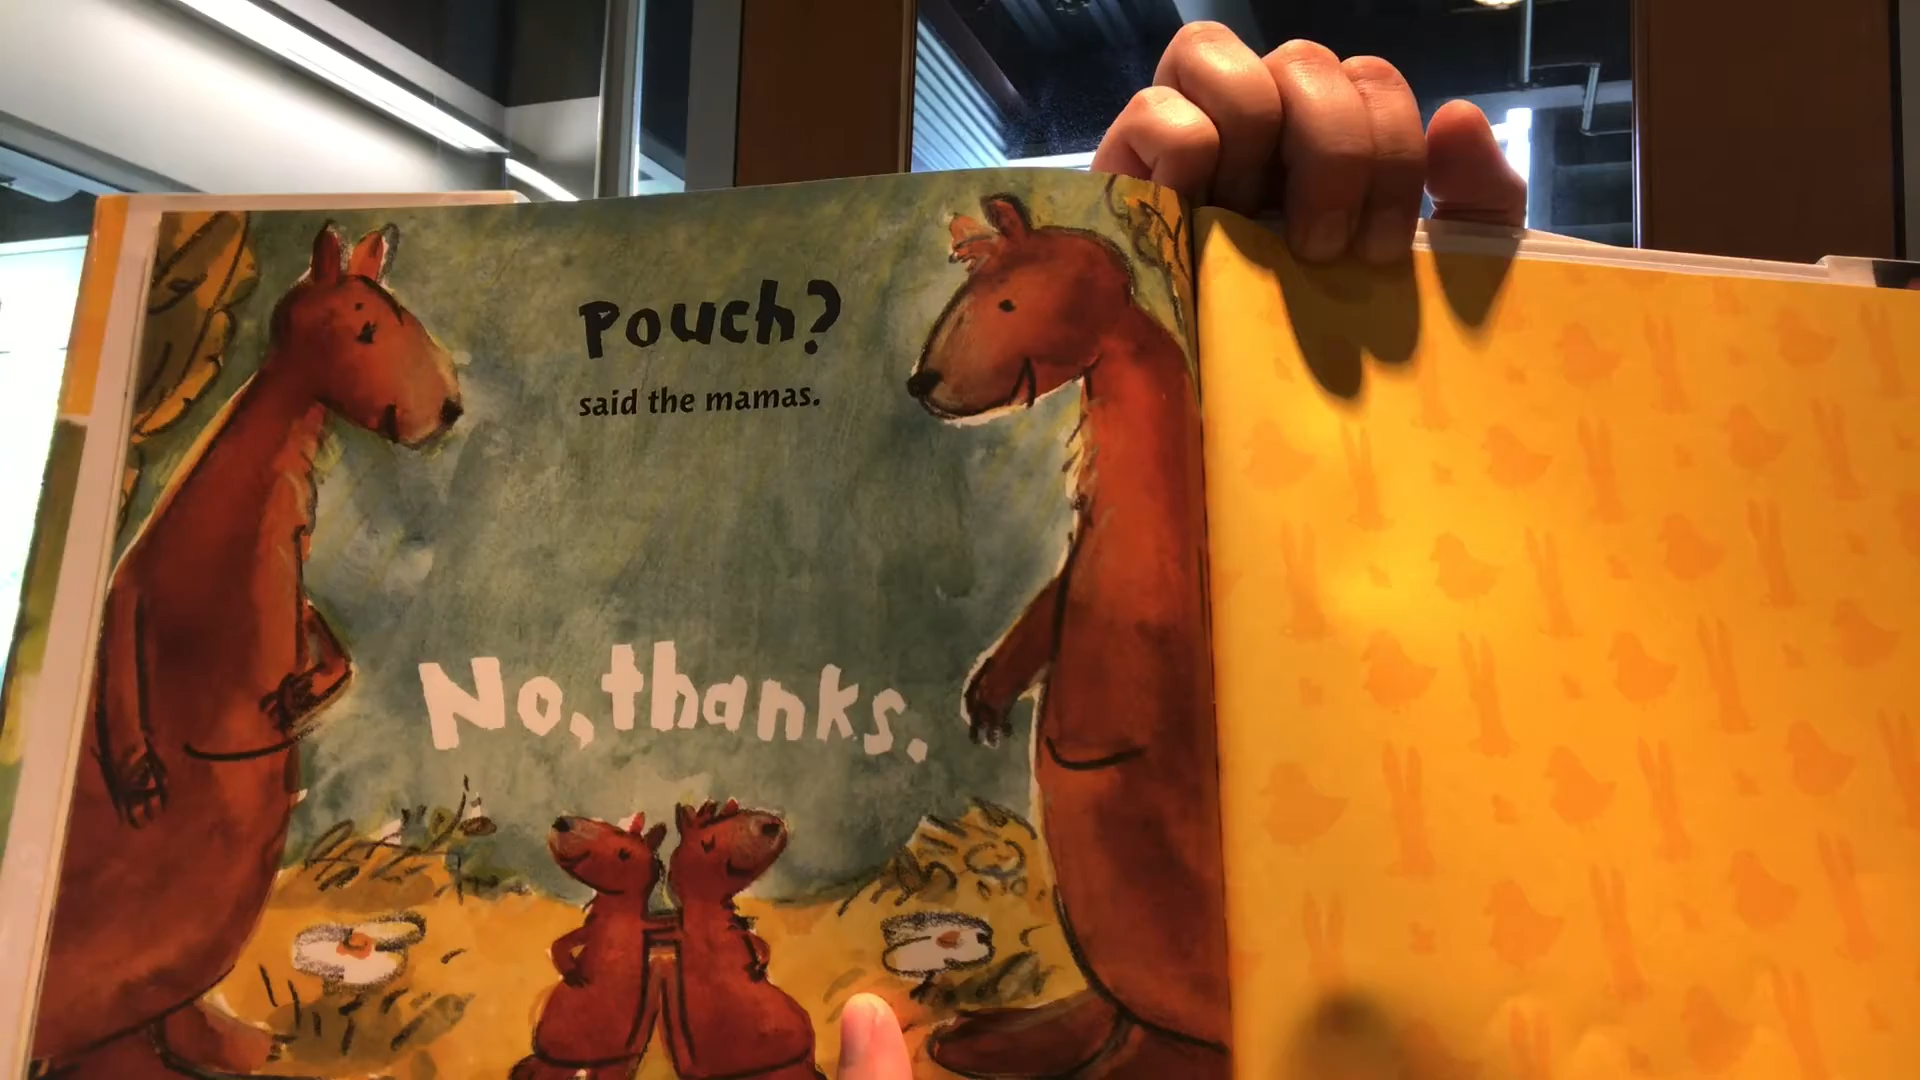 Pouch?
said the mamas.
No, thanks.